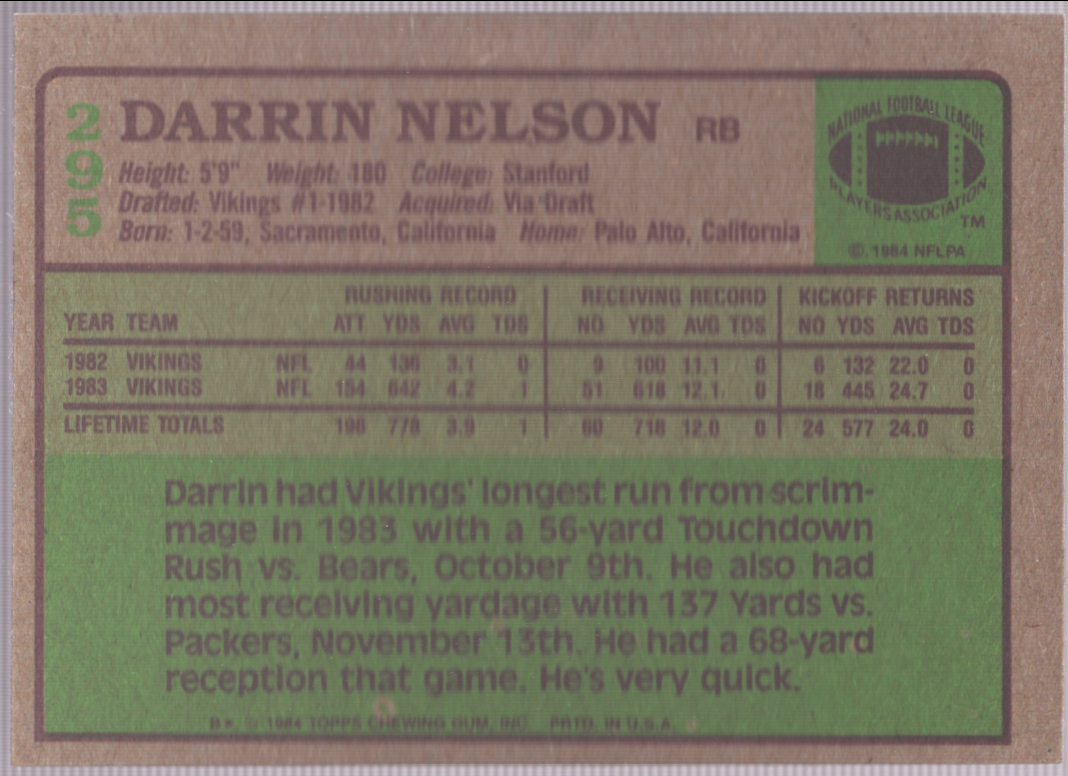 295
DARRIN NELSON RB
Height: 5'9" Weight: 180 College: Stanford
Drafted: Vikings #1-1982 Acquired: Via Draft
Born: 1-2-59, Sacramento, California Home: Palo Alto, California
NATIONAL FOOTBALL LEAGUE
PLAYERS ASSOCIATION
TM
© 1984 NFLPA
RUSHING RECORD RECEIVING RECORD KICKOFF RETURNS
YEAR TEAM ATT YDS AVG TDS NO YDS AVG TDS NO YDS AVG TDS
1982 VIKINGS NFL 44 136 3.1 0 9 100 11.1 0 6 132 22.0 0
1983 VIKINGS NFL 154 642 4.2 1 51 618 12.1 0 18 445 24.7 0
LIFETIME TOTALS 198 778 3.9 1 60 718 12.0 0 24 577 24.0 0
Darrin had Vikings' longest run from scrim-
mage in 1983 with a 56-yard Touchdown
Rush vs. Bears, October 9th. He also had
most receiving yardage with 137 Yards vs.
Packers, November 13th. He had a 68-yard
reception that game. He's very quick.
B* © 1984 TOPPS CHEWING GUM, INC. PRTD. IN U.S.A.